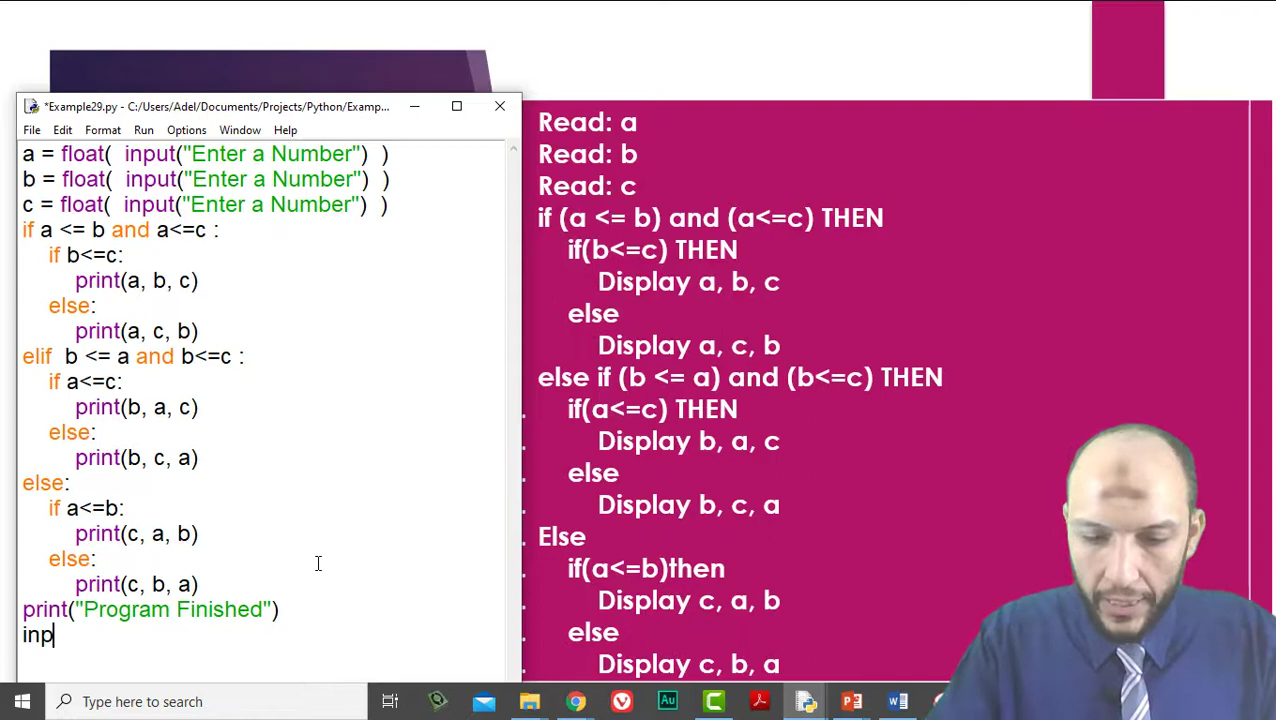 *Example29.py - C:/Users/Adel/Documents/Projects/Python/Examp...
File Edit Format Run Options Window Help
a = float(  input("Enter a Number")  )
b = float(  input("Enter a Number")  )
c = float(  input("Enter a Number")  )
if a <= b and a<=c :
if b<=c:
print(a, b, c)
else:
print(a, c, b)
elif  b <= a and b<=c :
if a<=c:
print(b, a, c)
else:
print(b, c, a)
else:
if a<=b:
print(c, a, b)
else:
print(c, b, a)
print("Program Finished")
inp
Read: a
Read: b
Read: c
if (a <= b) and (a<=c) THEN
if(b<=c) THEN
Display a, b, c
else
Display a, c, b
else if (b <= a) and (b<=c) THEN
. if(a<=c) THEN
. Display b, a, c
. else
. Display b, c, a
. Else
. if(a<=b)then
. Display c, a, b
. else
. Display c, b, a
Type here to search
Au
P
W